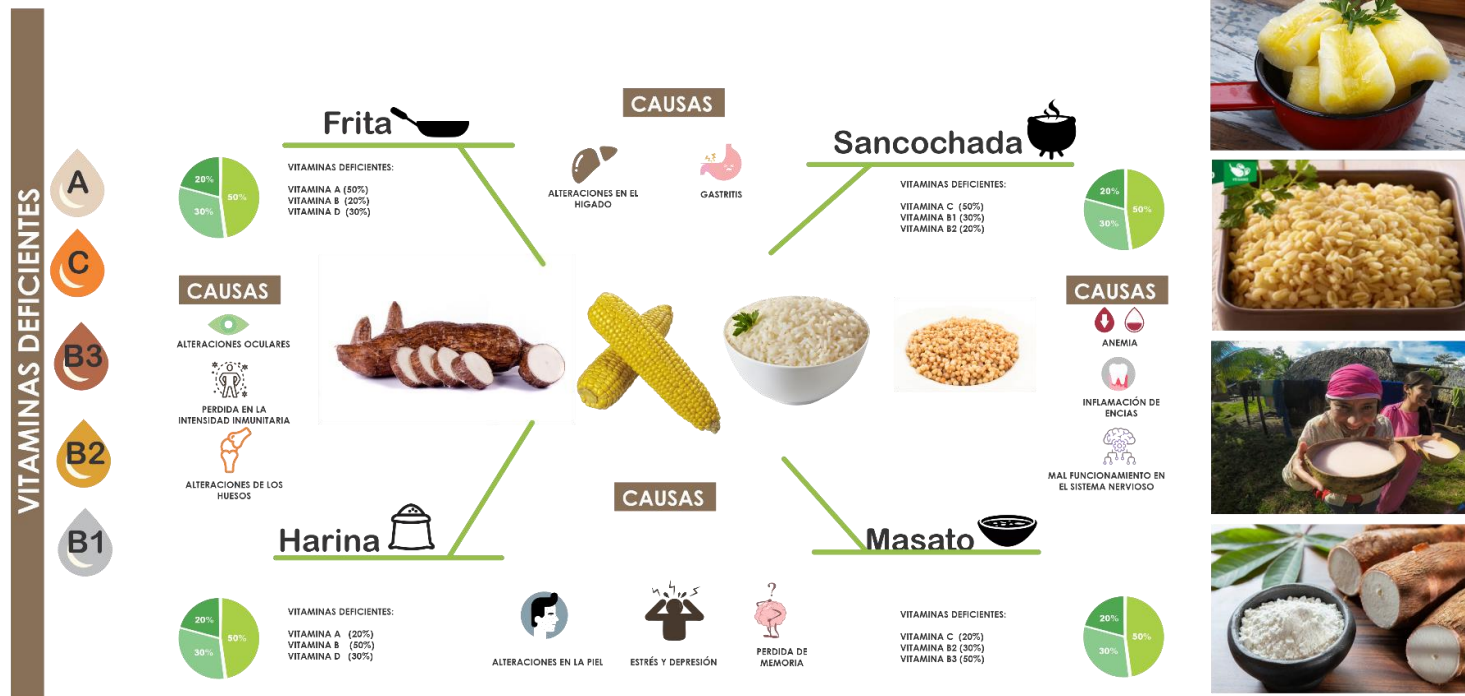 VITAMINAS DEFICIENTES
A
C
B3
B2
B1
Frita
VITAMINAS DEFICIENTES:
VITAMINA A (50%)
VITAMINA B (20%)
VITAMINA D (30%)
20%
50%
30%
CAUSAS
ALTERACIONES EN EL
HIGADO
GASTRITIS
Sancochada
VITAMINAS DEFICIENTES:
VITAMINA C (50%)
VITAMINA B1 (30%)
VITAMINA B2 (20%)
20%
50%
30%
CAUSAS
ALTERACIONES OCULARES
PERDIDA EN LA
INTENSIDAD INMUNITARIA
ALTERACIONES DE LOS
HUESOS
CAUSAS
ANEMIA
INFLAMACIÓN DE
ENCIAS
MAL FUNCIONAMIENTO EN
EL SISTEMA NERVIOSO
Harina
20%
50%
30%
VITAMINAS DEFICIENTES:
VITAMINA A (20%)
VITAMINA B (50%)
VITAMINA D (30%)
CAUSAS
ALTERACIONES EN LA PIEL
ESTRÉS Y DEPRESIÓN
?
PERDIDA DE
MEMORIA
Masato
VITAMINAS DEFICIENTES:
VITAMINA C (20%)
VITAMINA B2 (30%)
VITAMINA B3 (50%)
20%
50%
30%